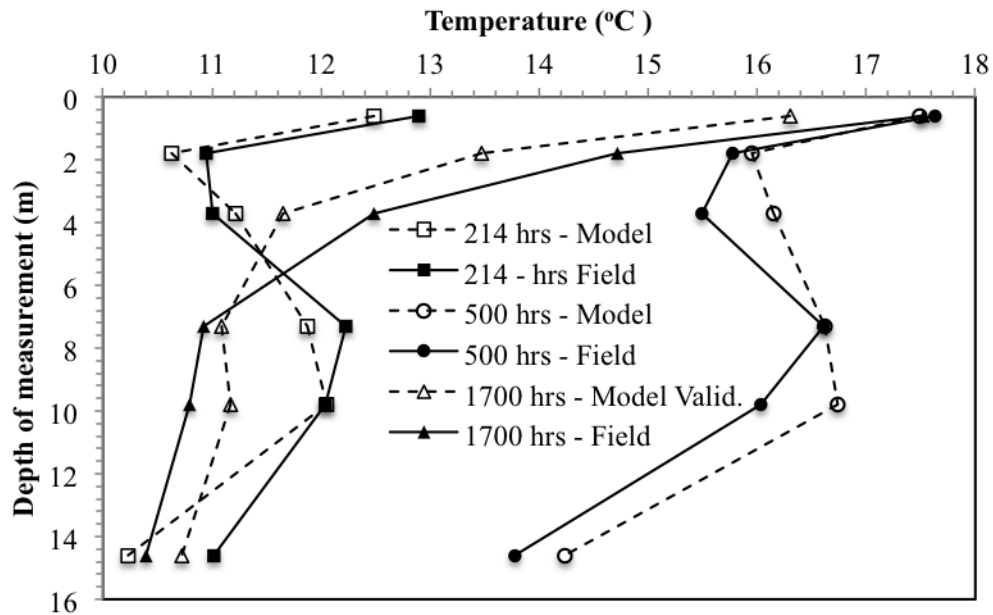 Temperature (ºC )
10 11 12 13 14 15 16 17 18
0
2
4
6
8
10
12
14
16
Depth of measurement (m)
214 hrs - Model
214 - hrs Field
500 hrs - Model
500 hrs - Field
1700 hrs - Model Valid.
1700 hrs - Field